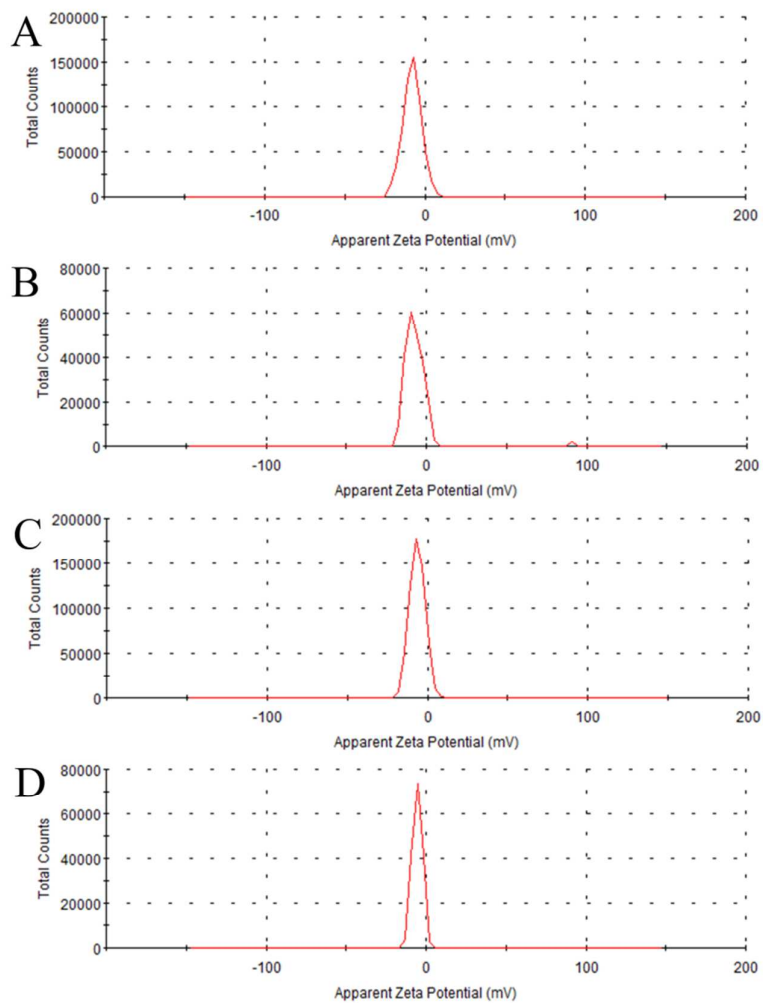 A
200000
150000
100000
50000
0
Total Counts
-100 0 100 200
Apparent Zeta Potential (mV)
B
80000
60000
40000
20000
0
Total Counts
-100 0 100 200
Apparent Zeta Potential (mV)
C
200000
150000
100000
50000
0
Total Counts
-100 0 100 200
Apparent Zeta Potential (mV)
D
80000
60000
40000
20000
0
Total Counts
-100 0 100 200
Apparent Zeta Potential (mV)